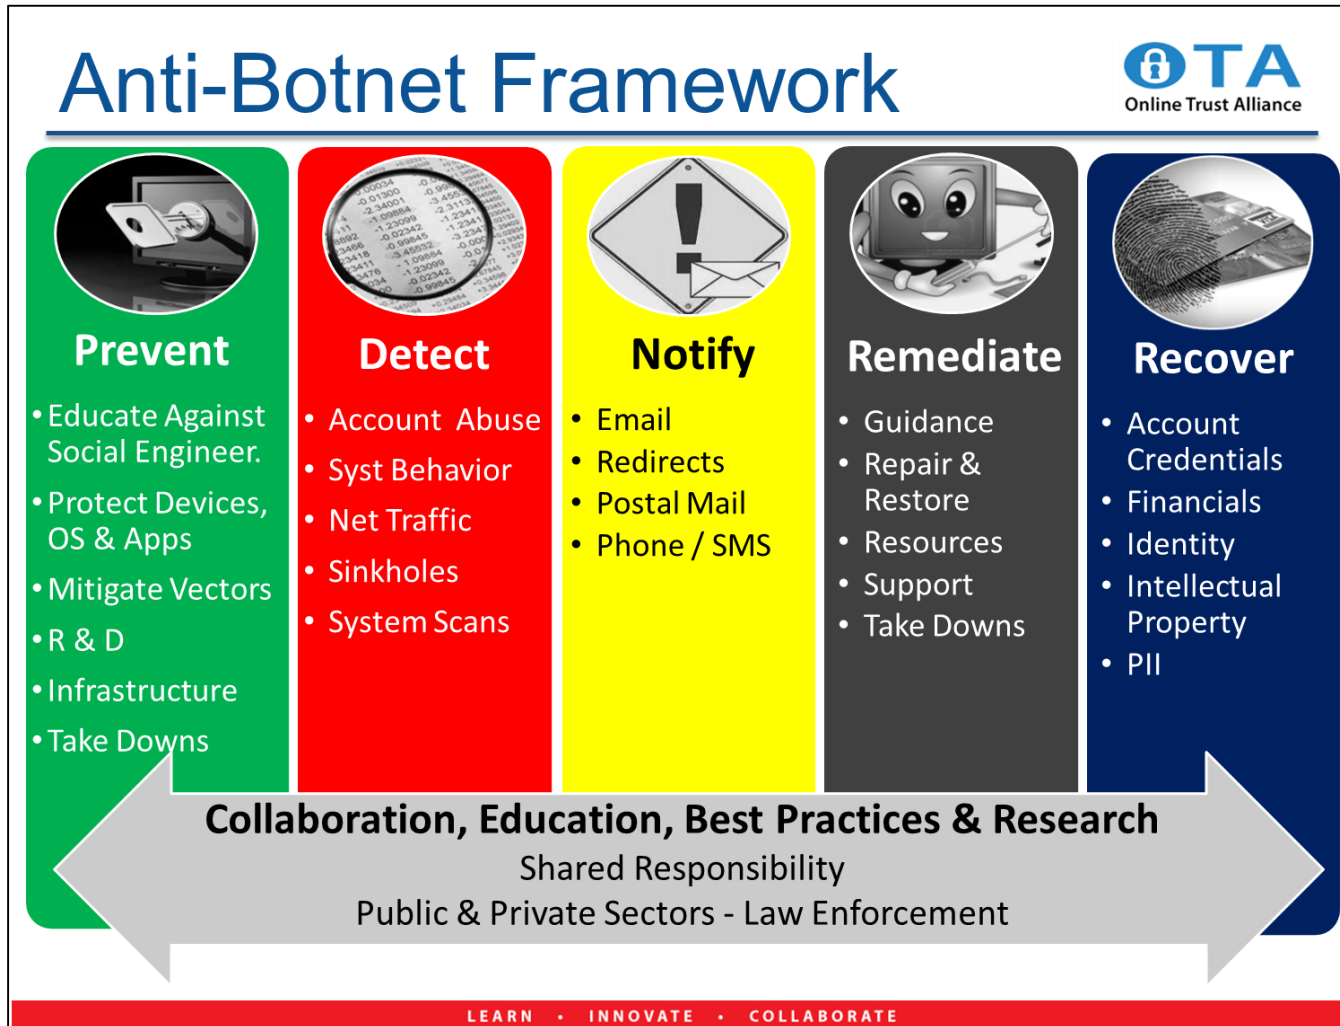 Anti-Botnet Framework
OTA
Online Trust Alliance
Prevent
• Educate Against
Social Engineer.
• Protect Devices,
OS & Apps
• Mitigate Vectors
• R & D
• Infrastructure
• Take Downs
Detect
• Account Abuse
• Syst Behavior
• Net Traffic
• Sinkholes
• System Scans
Notify
• Email
• Redirects
• Postal Mail
• Phone / SMS
Remediate
• Guidance
• Repair &
Restore
• Resources
• Support
• Take Downs
Recover
• Account
Credentials
• Financials
• Identity
• Intellectual
Property
• PII
Collaboration, Education, Best Practices & Research
Shared Responsibility
Public & Private Sectors - Law Enforcement
LEARN • INNOVATE • COLLABORATE